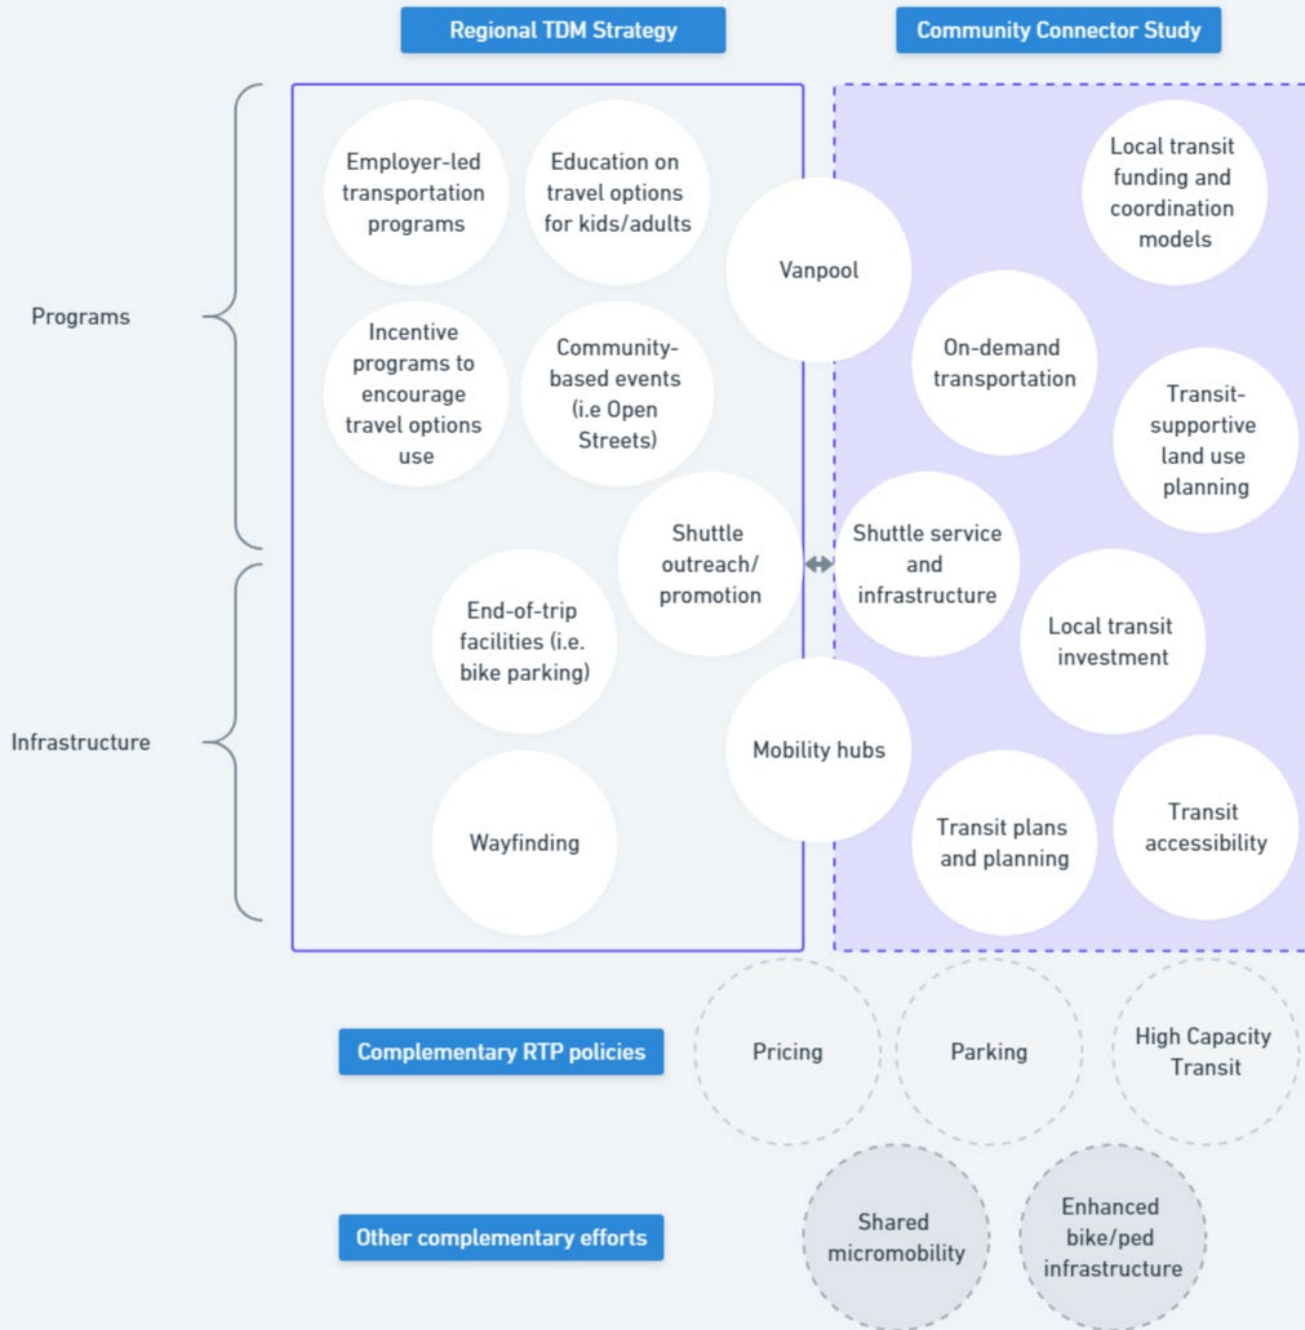 Regional TDM Strategy
Community Connector Study
Programs
Employer-led
transportation
programs
Education on
travel options
for kids/adults
Vanpool
Local transit
funding and
coordination
models
Incentive
programs to
encourage
travel options
use
Community-
based events
(i.e Open
Streets)
On-demand
transportation
Transit-
supportive
land use
planning
Shuttle
outreach/
promotion
Shuttle service
and
infrastructure
Infrastructure
End-of-trip
facilities (i.e.
bike parking)
Local transit
investment
Mobility hubs
Wayfinding
Transit plans
and planning
Transit
accessibility
Complementary RTP policies
Pricing
Parking
High Capacity
Transit
Other complementary efforts
Shared
micromobility
Enhanced
bike/ped
infrastructure